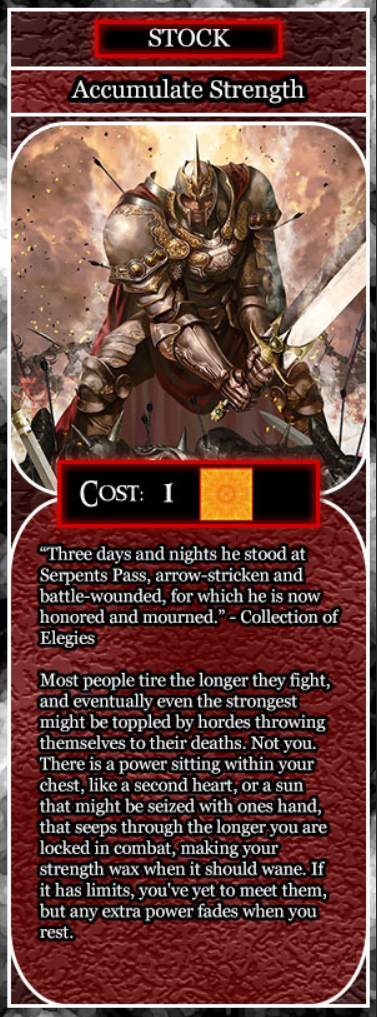 STOCK
Accumulate Strength
COST: 1
“Three days and nights he stood at
Serpents Pass, arrow-stricken and
battle-wounded, for which he is now
honored and mourned.” - Collection of
Elegies
Most people tire the longer they fight,
and eventually even the strongest
might be toppled by hordes throwing
themselves to their deaths. Not you.
There is a power sitting within your
chest, like a second heart, or a sun
that might be seized with ones hand,
that seeps through the longer you are
locked in combat, making your
strength wax when it should wane. If
it has limits, you've yet to meet them,
but any extra power fades when you
rest.